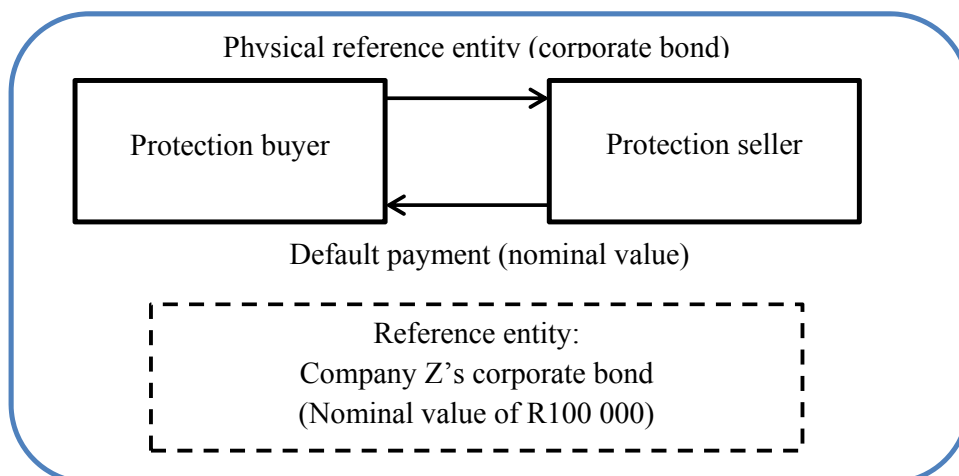 Physical reference entity (corporate bond)
Protection buyer
Protection seller
Default payment (nominal value)
Reference entity:
Company Z’s corporate bond
(Nominal value of R100 000)